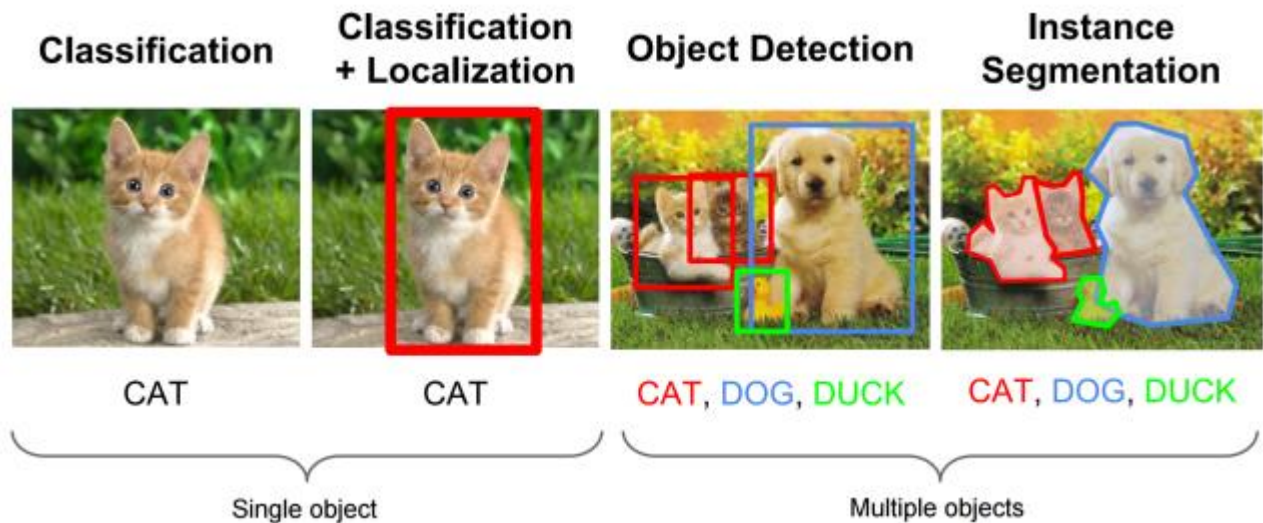 Classification
Classification
+ Localization
Object Detection
Instance
Segmentation
CAT
CAT
CAT, DOG, DUCK
CAT, DOG, DUCK
Single object
Multiple objects